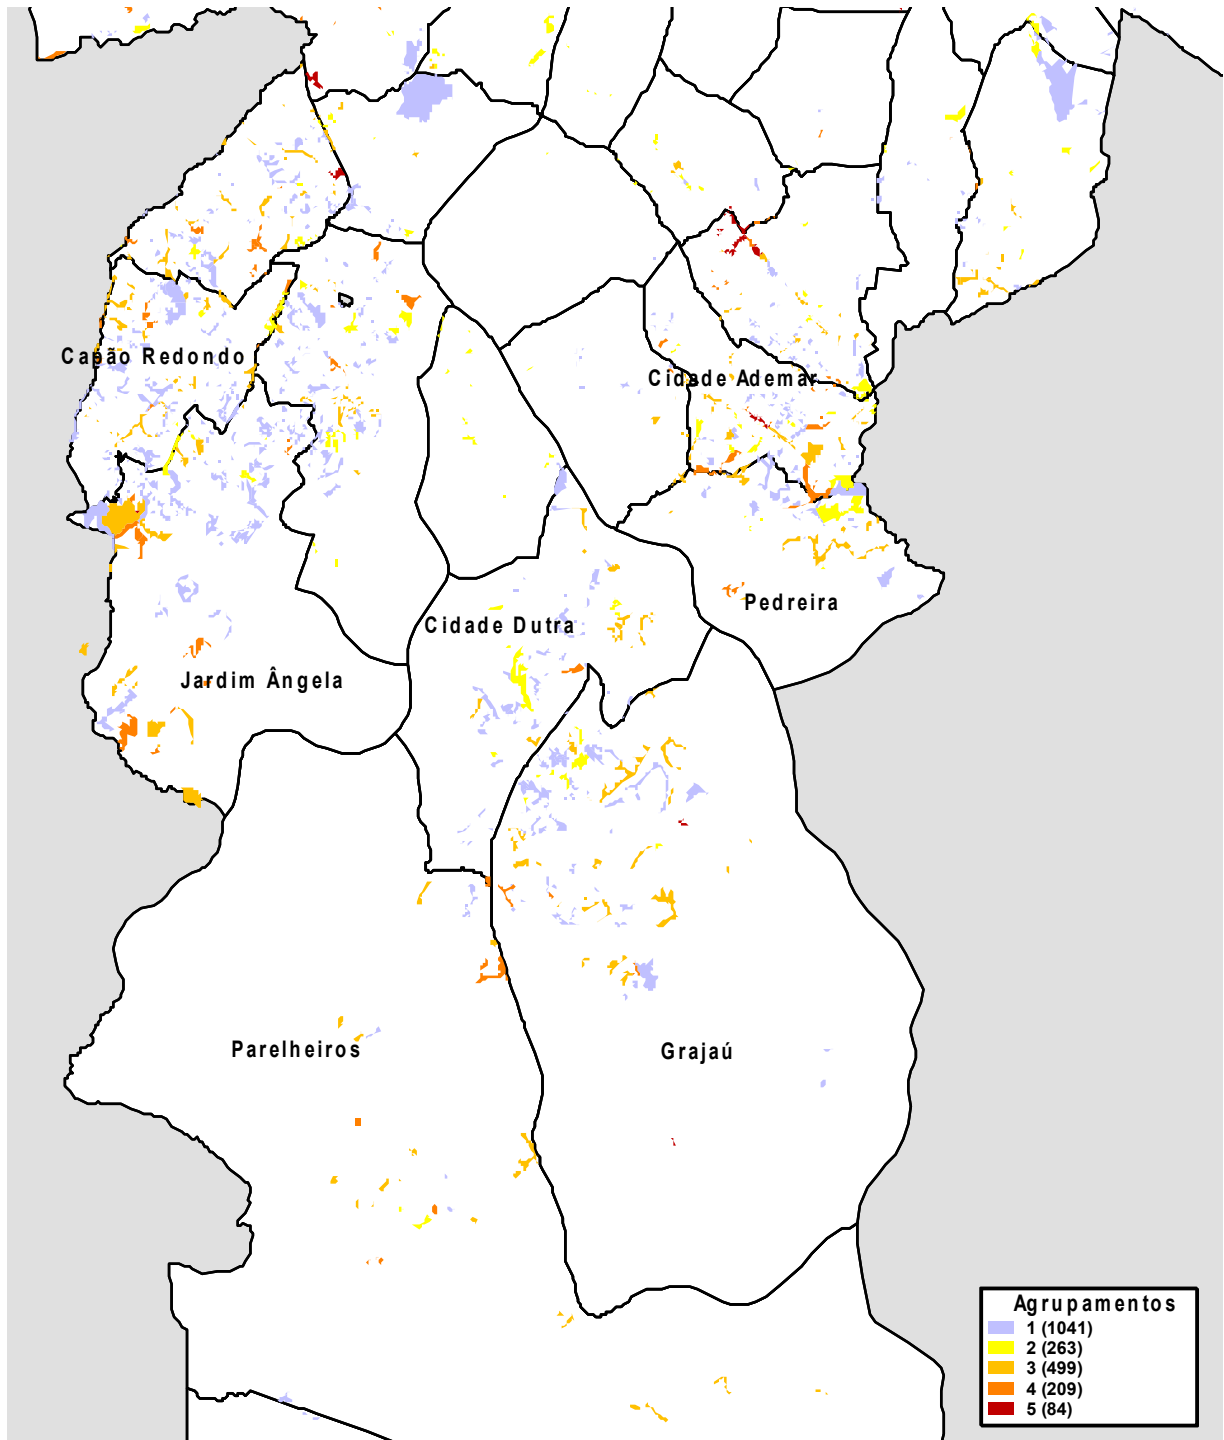 Capão Redondo
Cidade Ademar
Pedreira
Cidade Dutra
Jardim Ângela
Parelheiros
Grajaú
Agrupamentos
1 (1041)
2 (263)
3 (499)
4 (209)
5 (84)